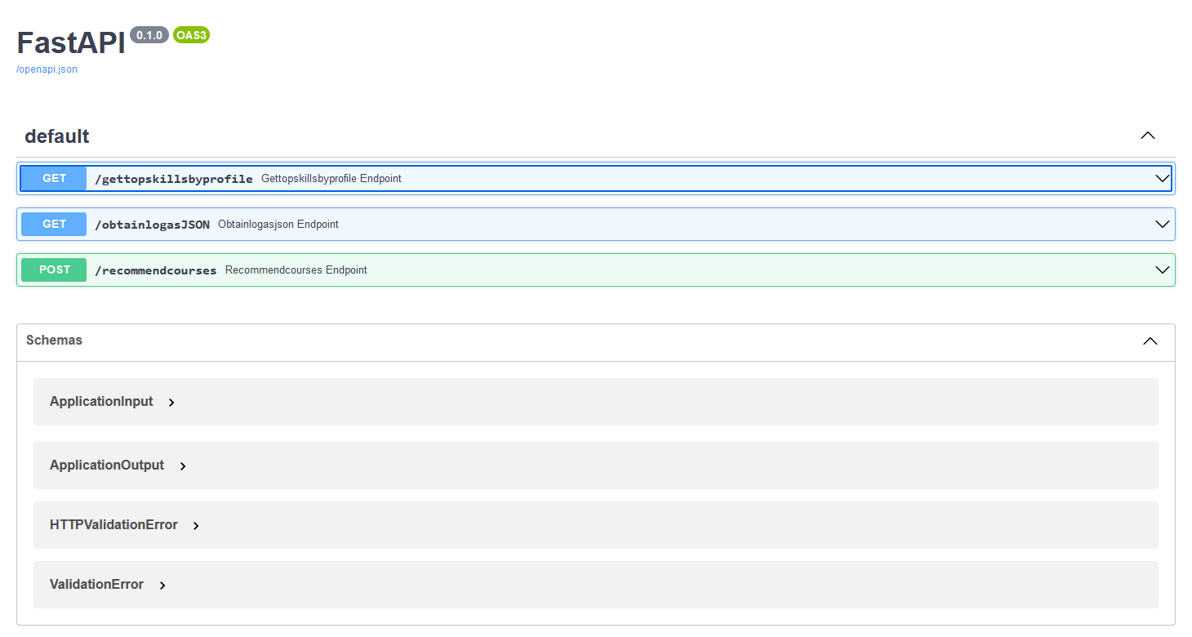 FastAPI 0.1.0 OAS3
/openapi.json
default
GET /gettopskillsbyprofile Gettopskillsbyprofile Endpoint
GET /obtainlogasJSON Obtainlogasjson Endpoint
POST /recommendcourses Recommendcourses Endpoint
Schemas
ApplicationInput
ApplicationOutput
HTTPValidationError
ValidationError